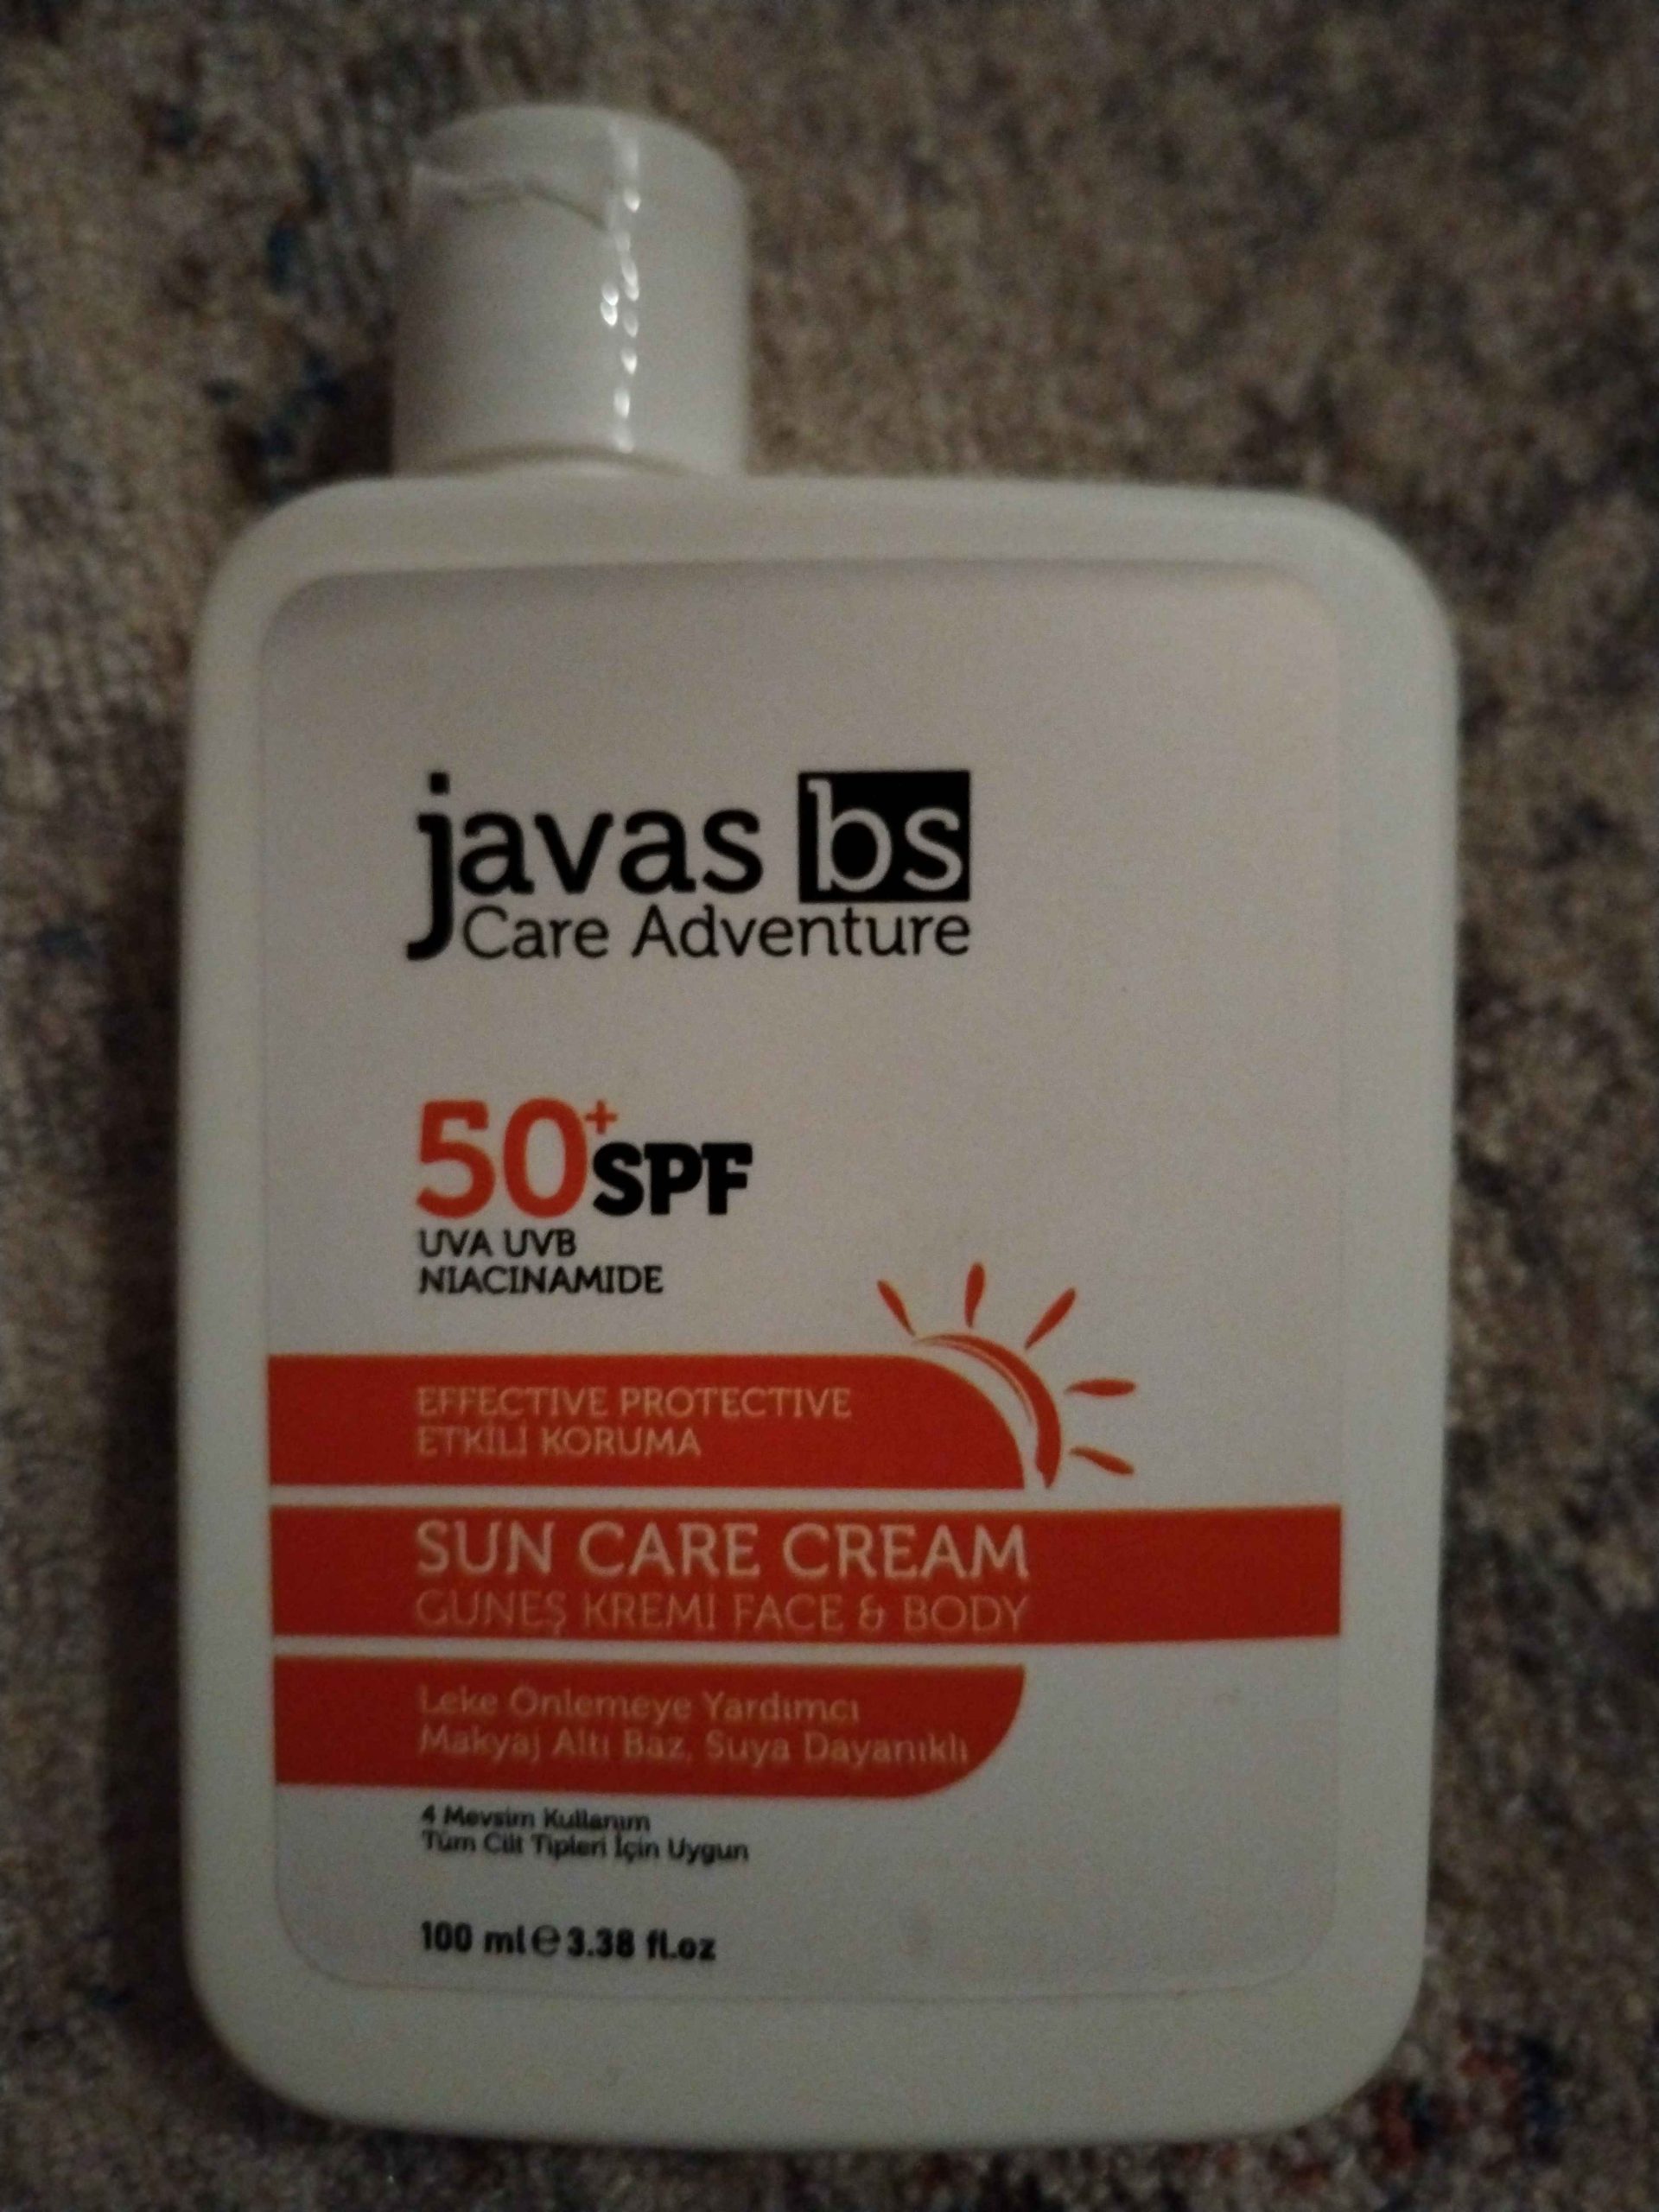 javas bs
Care Adventure
50+ SPF
UVA UVB
NIACINAMIDE
EFFECTIVE PROTECTIVE
ETKİLİ KORUMA
SUN CARE CREAM
GÜNEŞ KREMİ FACE & BODY
Leke Önlemeye Yardımcı
Makyaj Altı Baz, Suya Dayanıklı
4 Mevsim Kullanım
Tüm Cilt Tipleri İçin Uygun
100 ml e 3.38 fl.oz